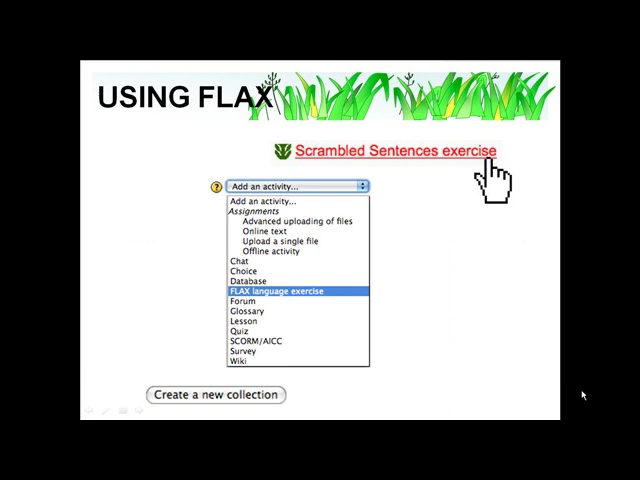 USING FLAX
Scrambled Sentences exercise
? Add an activity...
Add an activity...
Assignments
Advanced uploading of files
Online text
Upload a single file
Offline activity
Chat
Choice
Database
FLAX language exercise
Forum
Glossary
Lesson
Quiz
SCORM/AICC
Survey
Wiki
Create a new collection